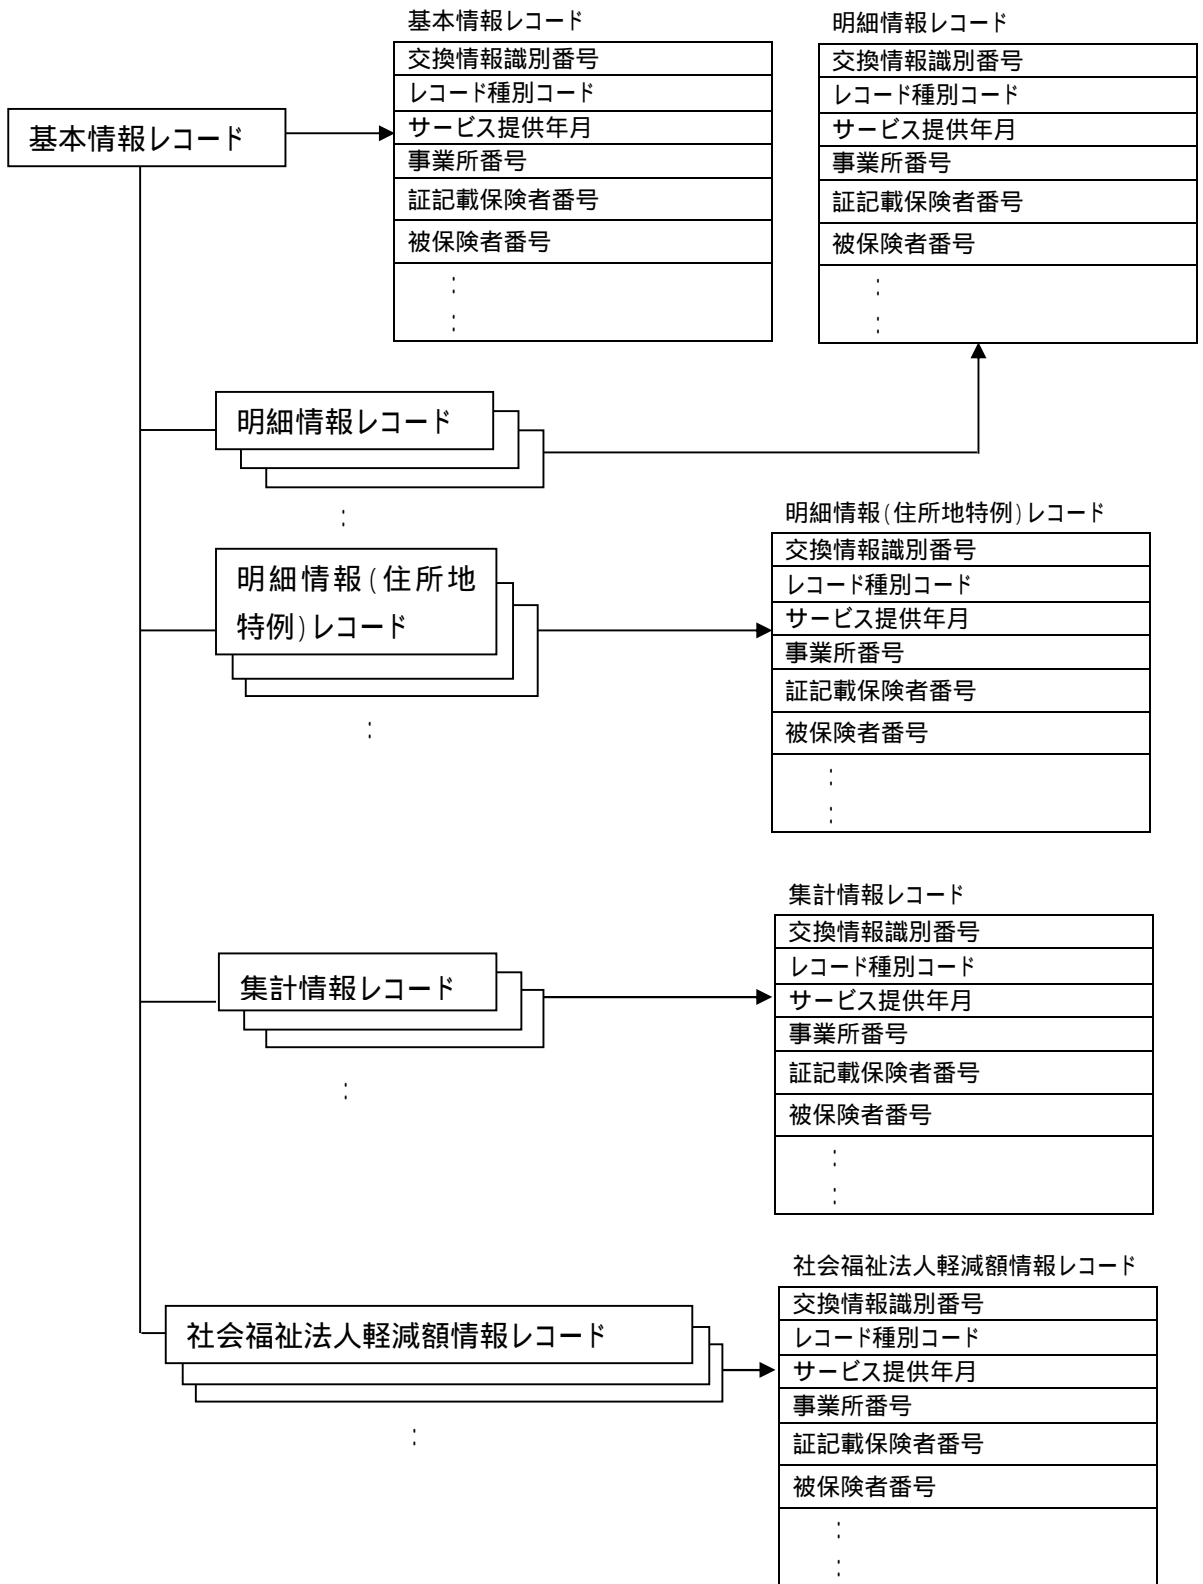 基本情報レコード
交換情報識別番号
レコード種別コード
サービス提供年月
事業所番号
証記載保険者番号
被保険者番号
:
:
明細情報レコード
交換情報識別番号
レコード種別コード
サービス提供年月
事業所番号
証記載保険者番号
被保険者番号
:
:
基本情報レコード
明細情報レコード
:
明細情報(住所地
特例)レコード
:
明細情報(住所地特例)レコード
交換情報識別番号
レコード種別コード
サービス提供年月
事業所番号
証記載保険者番号
被保険者番号
:
:
集計情報レコード
:
集計情報レコード
交換情報識別番号
レコード種別コード
サービス提供年月
事業所番号
証記載保険者番号
被保険者番号
:
:
社会福祉法人軽減額情報レコード
:
社会福祉法人軽減額情報レコード
交換情報識別番号
レコード種別コード
サービス提供年月
事業所番号
証記載保険者番号
被保険者番号
:
: